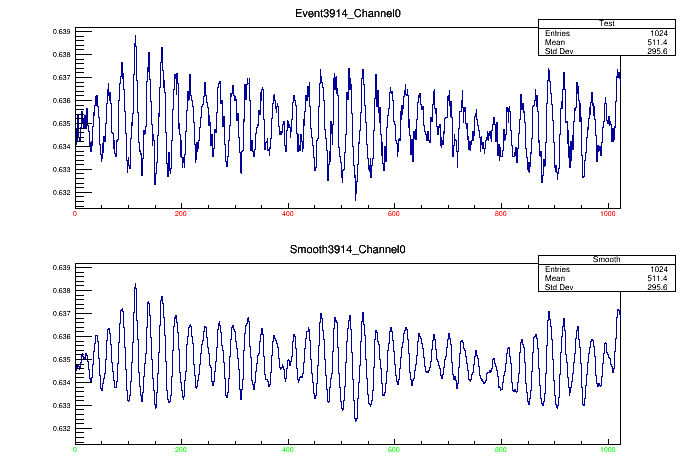 Event3914_Channel0
Test
Entries 1024
Mean 511.4
Std Dev 295.6
0.639
0.638
0.637
0.636
0.635
0.634
0.633
0.632
0 200 400 600 800 1000
Smooth3914_Channel0
Smooth
Entries 1024
Mean 511.4
Std Dev 295.6
0.639
0.638
0.637
0.636
0.635
0.634
0.633
0.632
0 200 400 600 800 1000